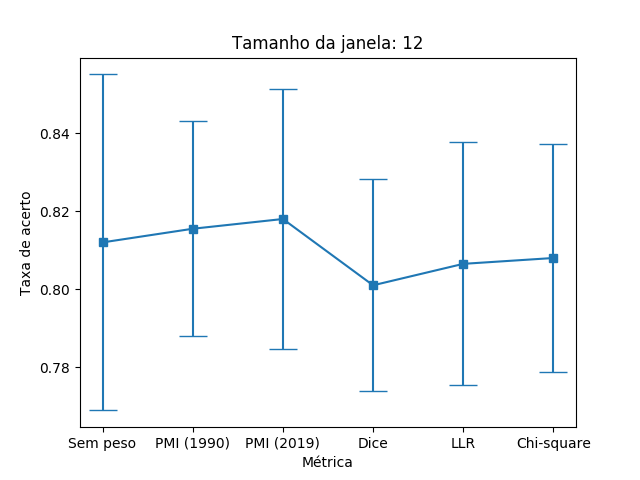 Tamanho da janela: 12
Taxa de acerto
0.84
0.82
0.80
0.78
Sem peso PMI (1990) PMI (2019) Dice LLR Chi-square
Métrica